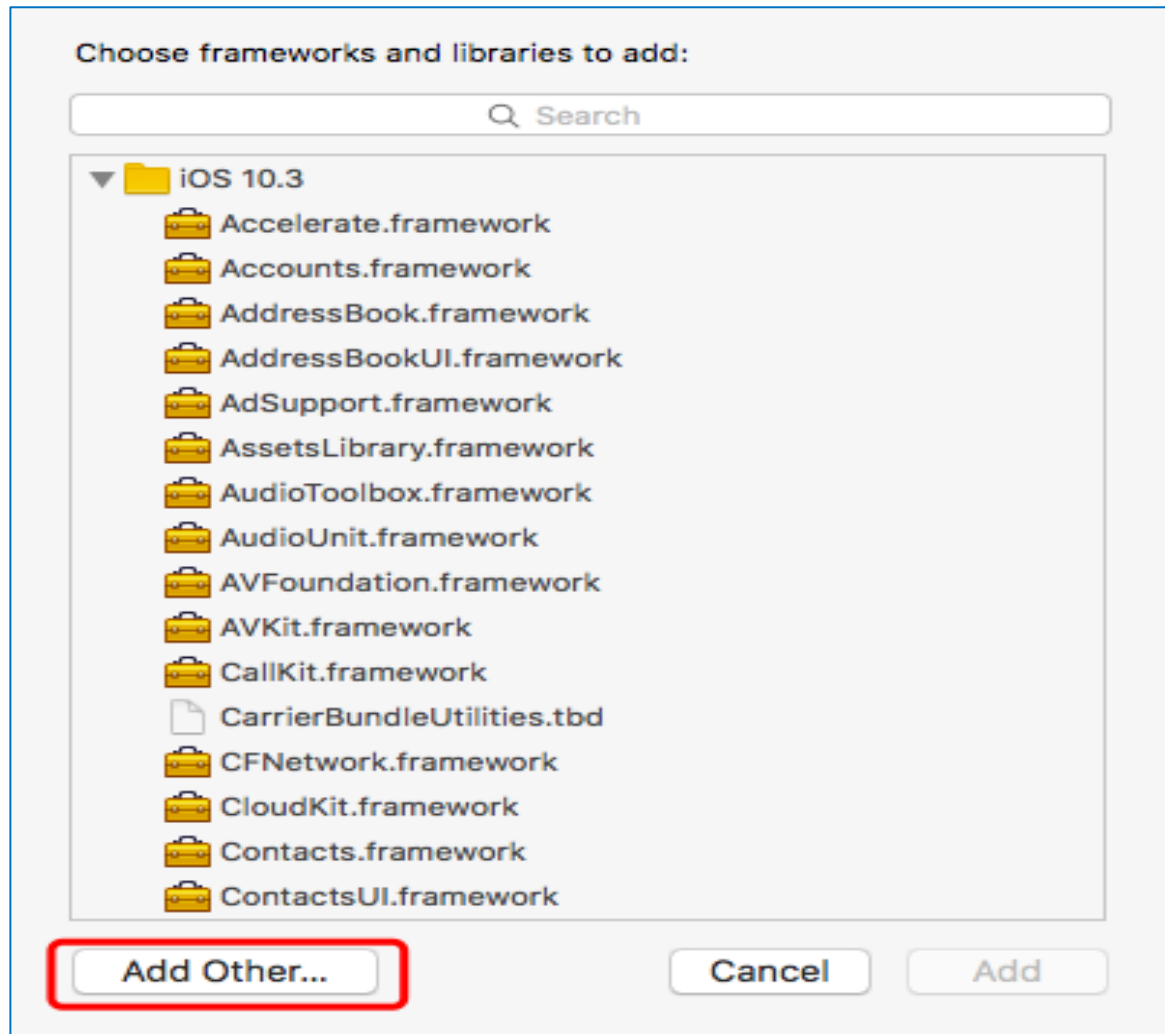 Choose frameworks and libraries to add:
Search
iOS 10.3
Accelerate.framework
Accounts.framework
AddressBook.framework
AddressBookUI.framework
AdSupport.framework
AssetsLibrary.framework
AudioToolbox.framework
AudioUnit.framework
AVFoundation.framework
AVKit.framework
CallKit.framework
CarrierBundleUtilities.tbd
CFNetwork.framework
CloudKit.framework
Contacts.framework
ContactsUI.framework
Add Other... Cancel Add